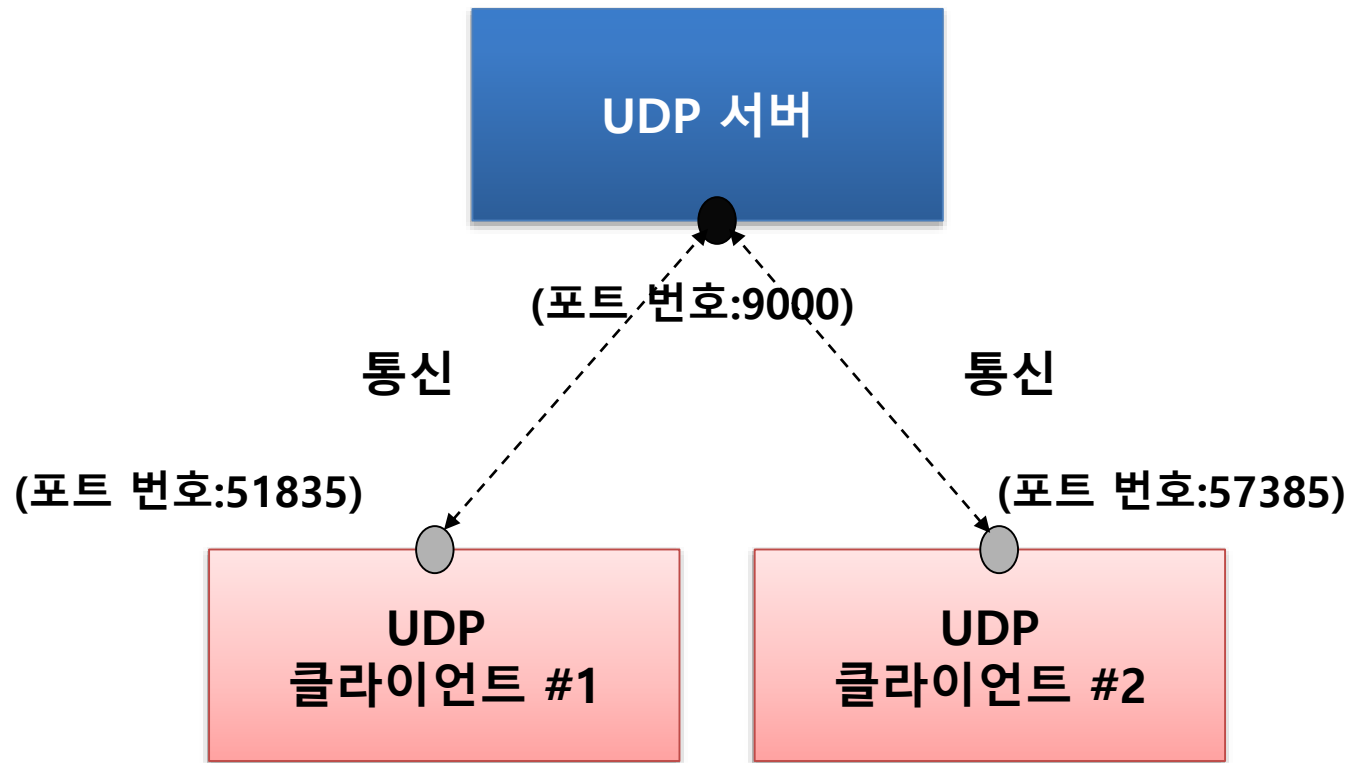 UDP 서버
(포트 번호:9000)
통신
통신
(포트 번호:51835)
(포트 번호:57385)
UDP
클라이언트 #1
UDP
클라이언트 #2